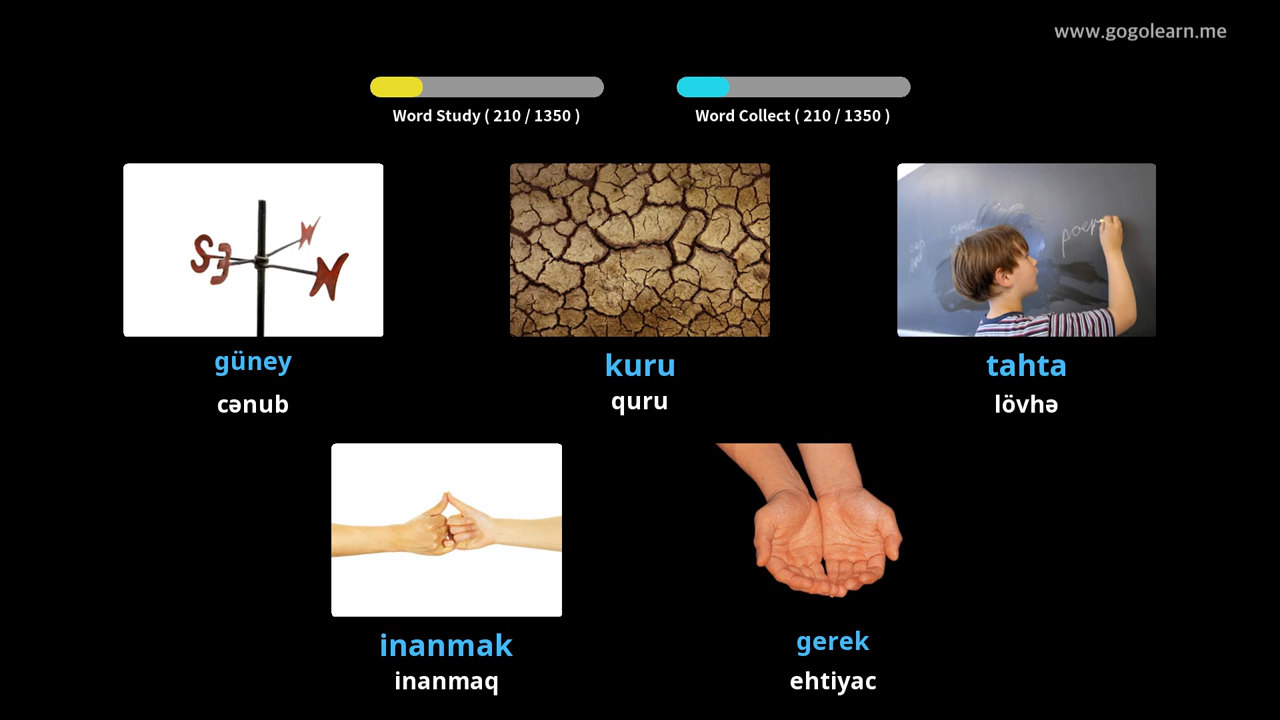 www.gogolearn.me
Word Study ( 210 / 1350 )
Word Collect ( 210 / 1350 )
S E N N
poer
güney
kuru
tahta
cənub
quru
lövhə
inanmak
gerek
inanmaq
ehtiyac